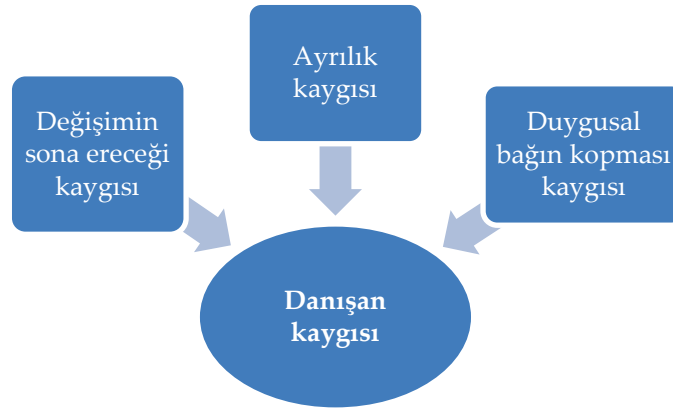 Değişimin
sona ereceği
kaygısı
Ayrılık
kaygısı
Duygusal
bağın kopması
kaygısı
Danışan
kaygısı